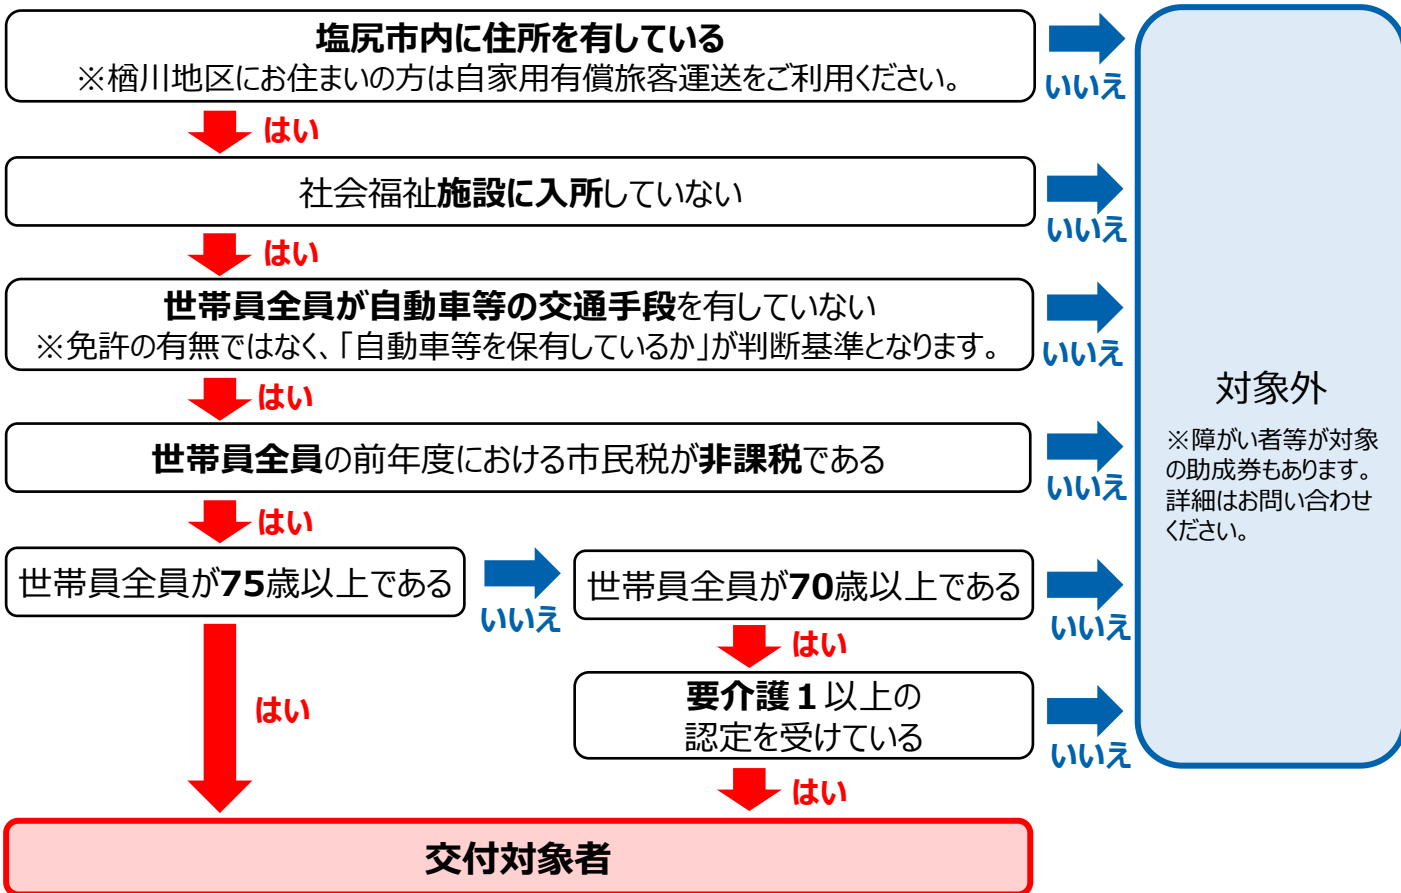 塩尻市内に住所を有している
※楢川地区にお住まいの方は自家用有償旅客運送をご利用ください。
いいえ
はい
社会福祉施設に入所していない
いいえ
はい
世帯員全員が自動車等の交通手段を有していない
※免許の有無ではなく、「自動車等を保有しているか」が判断基準となります。
いいえ
はい
世帯員全員の前年度における市民税が非課税である
いいえ
はい
世帯員全員が75歳以上である
いいえ
世帯員全員が70歳以上である
いいえ
はい
はい
要介護１以上の
認定を受けている
いいえ
はい
対象外
※障がい者等が対象
の助成券もあります。
詳細はお問い合わせ
ください。
交付対象者